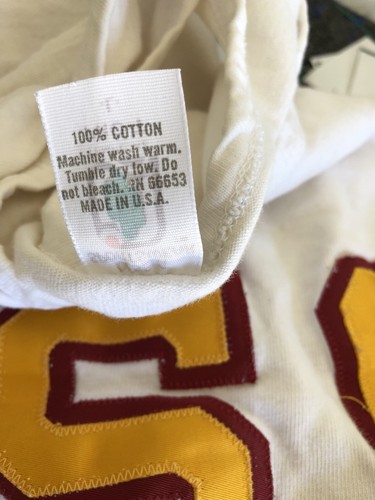 100% COTTON
Machine wash warm.
Tumble dry low. Do
not bleach. RN 66653
MADE IN U.S.A.